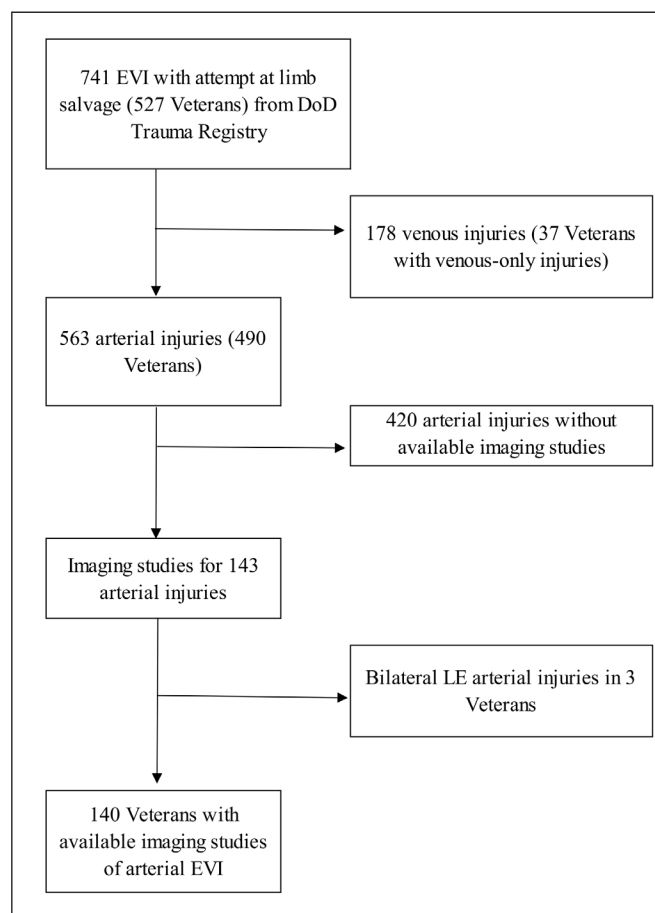 741 EVI with attempt at limb
salvage (527 Veterans) from DoD
Trauma Registry
178 venous injuries (37 Veterans
with venous-only injuries)
563 arterial injuries (490
Veterans)
420 arterial injuries without
available imaging studies
Imaging studies for 143
arterial injuries
Bilateral LE arterial injuries in 3
Veterans
140 Veterans with
available imaging studies
of arterial EVI